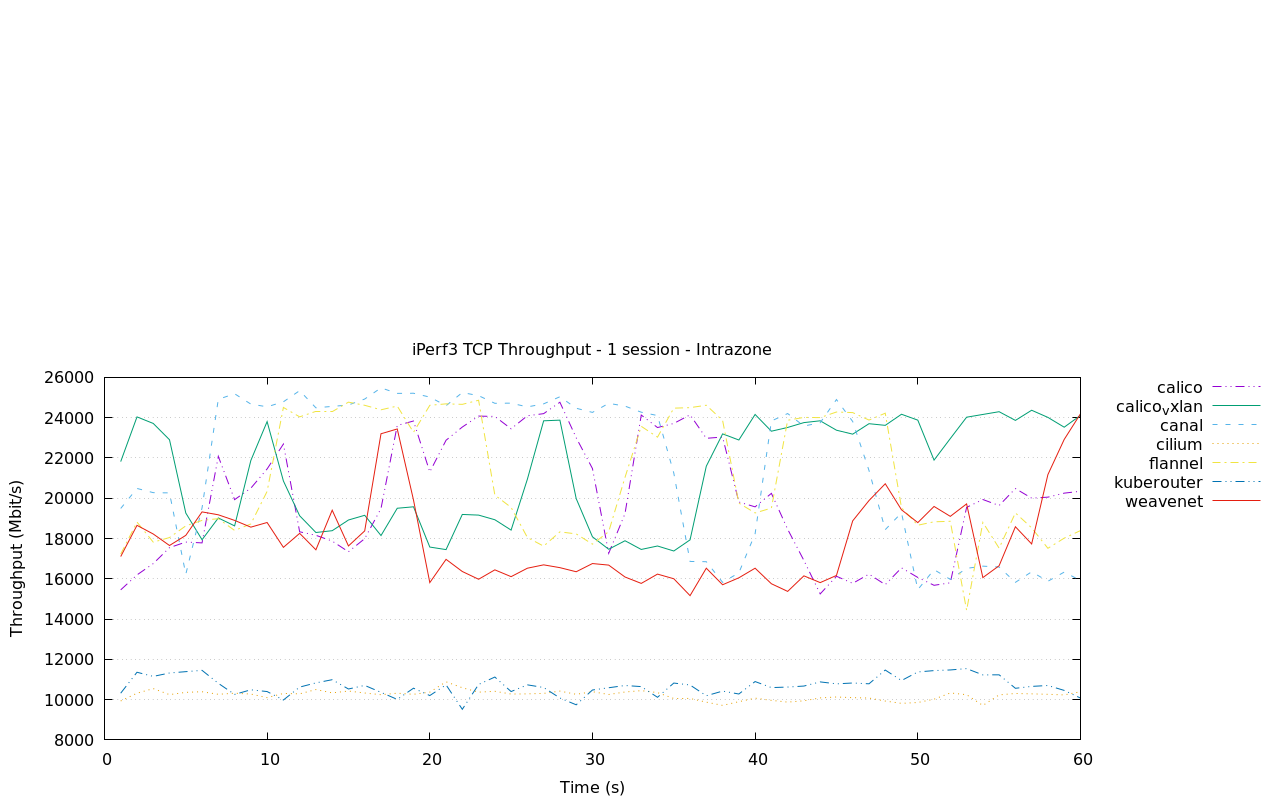 iPerf3 TCP Throughput - 1 session - Intrazone
26000
24000
22000
20000
18000
16000
14000
12000
10000
8000
Throughput (Mbit/s)
0 10 20 30 40 50 60
Time (s)
calico
calicovxlan
canal
cilium
flannel
kuberouter
weavenet